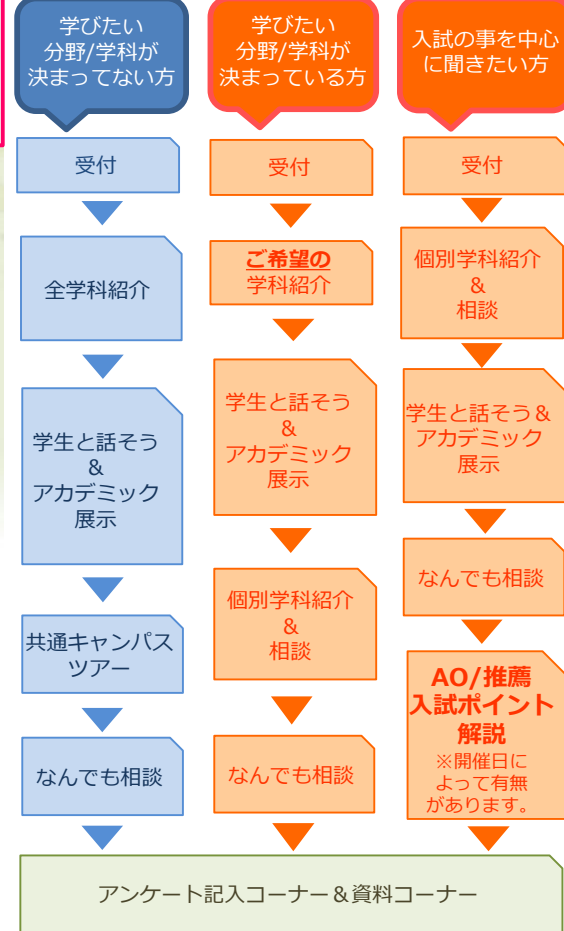 学びたい
分野/学科が
決まってない方
受付
全学科紹介
学生と話そう
&
アカデミック
展示
共通キャンパス
ツアー
なんでも相談
学びたい
分野/学科が
決まっている方
受付
ご希望の
学科紹介
学生と話そう
&
アカデミック
展示
個別学科紹介
&
相談
なんでも相談
入試の事を中心
に聞きたい方
受付
個別学科紹介
&
相談
学生と話そう&
アカデミック
展示
なんでも相談
AO/推薦
入試ポイント
解説
※開催日に
よって有無
があります。
アンケート記入コーナー&資料コーナー